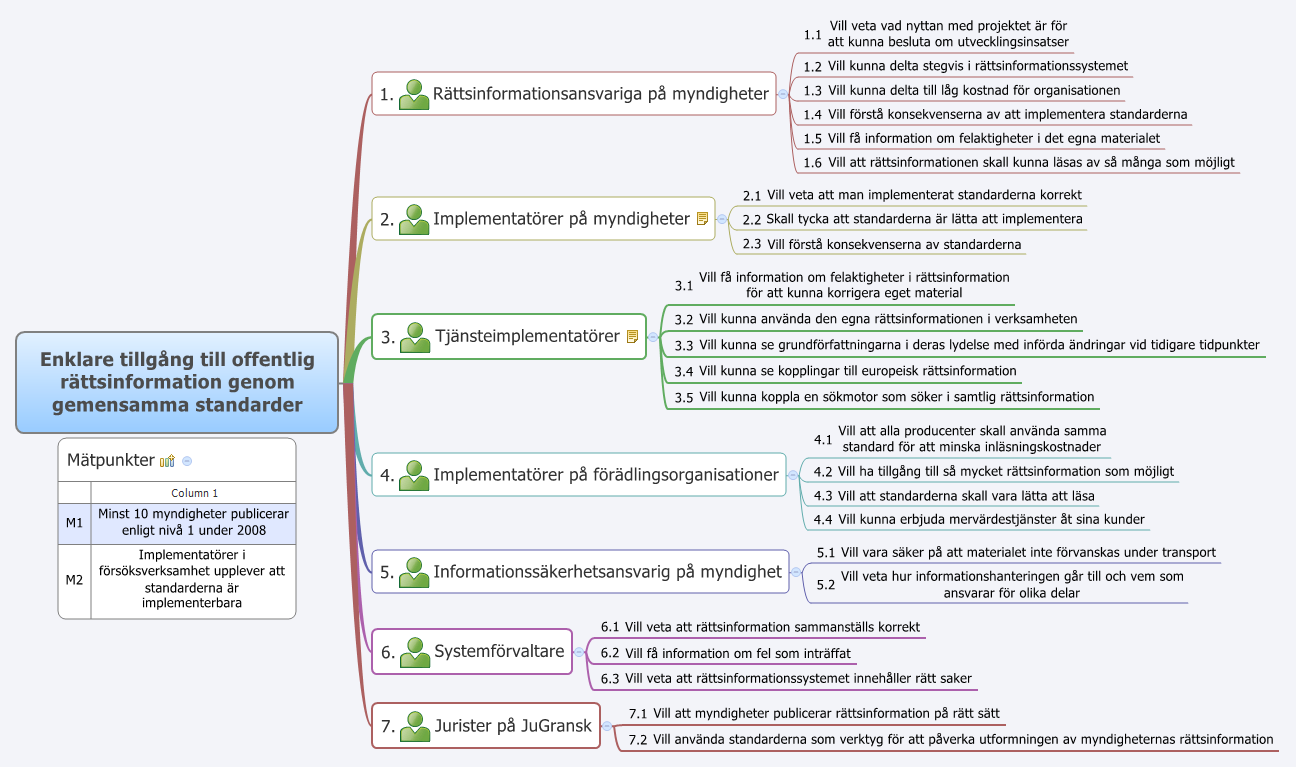 Enklare tillgång till offentlig
rättsinformation genom
gemensamma standarder
Mätpunkter
Column 1
M1
Minst 10 myndigheter publicerar
enligt nivå 1 under 2008
M2
Implementatörer i
försöksverksamhet upplever att
standarderna är
implementerbara
1. Rättsinformationsansvariga på myndigheter
1.1 Vill veta vad nyttan med projektet är för
att kunna besluta om utvecklingsinsatser
1.2 Vill kunna delta stegvis i rättsinformationssystemet
1.3 Vill kunna delta till låg kostnad för organisationen
1.4 Vill förstå konsekvenserna av att implementera standarderna
1.5 Vill få information om felaktigheter i det egna materialet
1.6 Vill att rättsinformationen skall kunna läsas av så många som möjligt
2. Implementatörer på myndigheter
2.1 Vill veta att man implementerat standarderna korrekt
2.2 Skall tycka att standarderna är lätta att implementera
2.3 Vill förstå konsekvenserna av standarderna
3. Tjänsteimplementatörer
3.1 Vill få information om felaktigheter i rättsinformation
för att kunna korrigera eget material
3.2 Vill kunna använda den egna rättsinformationen i verksamheten
3.3 Vill kunna se grundförfattningarna i deras lydelse med införda ändringar vid tidigare tidpunkter
3.4 Vill kunna se kopplingar till europeisk rättsinformation
3.5 Vill kunna koppla en sökmotor som söker i samtlig rättsinformation
4. Implementatörer på förädlingsorganisationer
4.1 Vill att alla producenter skall använda samma
standard för att minska inläsningskostnader
4.2 Vill ha tillgång till så mycket rättsinformation som möjligt
4.3 Vill att standarderna skall vara lätta att läsa
4.4 Vill kunna erbjuda mervärdestjänster åt sina kunder
5. Informationssäkerhetsansvarig på myndighet
5.1 Vill vara säker på att materialet inte förvanskas under transport
5.2 Vill veta hur informationshanteringen går till och vem som
ansvarar för olika delar
6. Systemförvaltare
6.1 Vill veta att rättsinformation sammanställs korrekt
6.2 Vill få information om fel som inträffat
6.3 Vill veta att rättsinformationssystemet innehåller rätt saker
7. Jurister på JuGransk
7.1 Vill att myndigheter publicerar rättsinformation på rätt sätt
7.2 Vill använda standarderna som verktyg för att påverka utformningen av myndigheternas rättsinformation